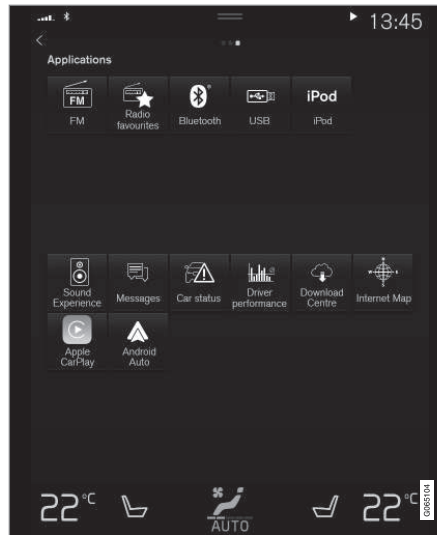 13:45
Applications
FM
iPod
FM
Radio
favourites
Bluetooth
USB
iPod
Sound
Experience
Messages
Car status
Driver
performance
Download
Centre
Internet Map
Apple
CarPlay
Android
Auto
22°C
AUTO
22°C
G065104